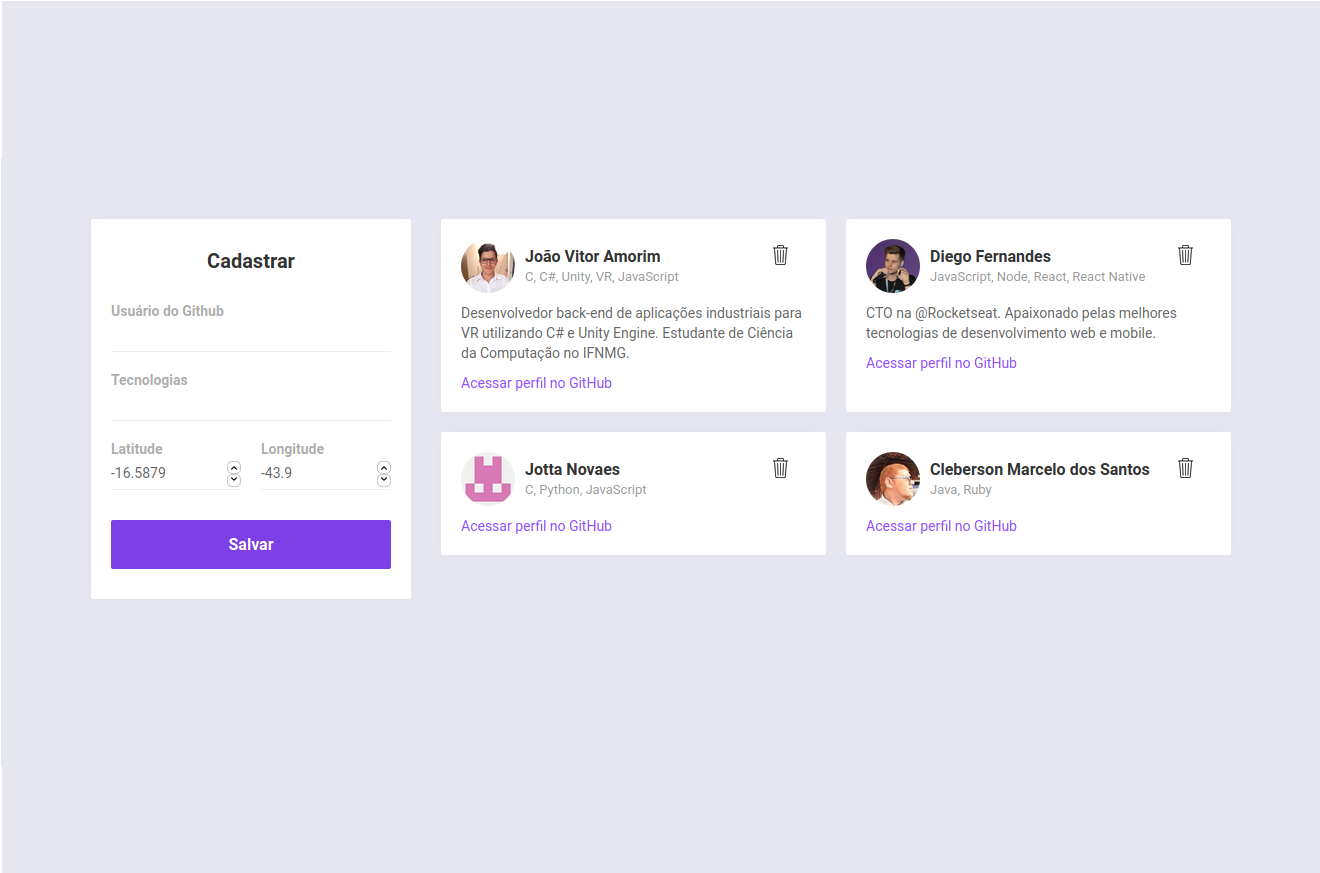 Cadastrar
Usuário do Github
Tecnologias
Latitude Longitude
-16.5879 -43.9
Salvar
João Vitor Amorim
C, C#, Unity, VR, JavaScript
Desenvolvedor back-end de aplicações industriais para
VR utilizando C# e Unity Engine. Estudante de Ciência
da Computação no IFNMG.
Acessar perfil no GitHub
Diego Fernandes
JavaScript, Node, React, React Native
CTO na @Rocketseat. Apaixonado pelas melhores
tecnologias de desenvolvimento web e mobile.
Acessar perfil no GitHub
Jotta Novaes
C, Python, JavaScript
Acessar perfil no GitHub
Cleberson Marcelo dos Santos
Java, Ruby
Acessar perfil no GitHub